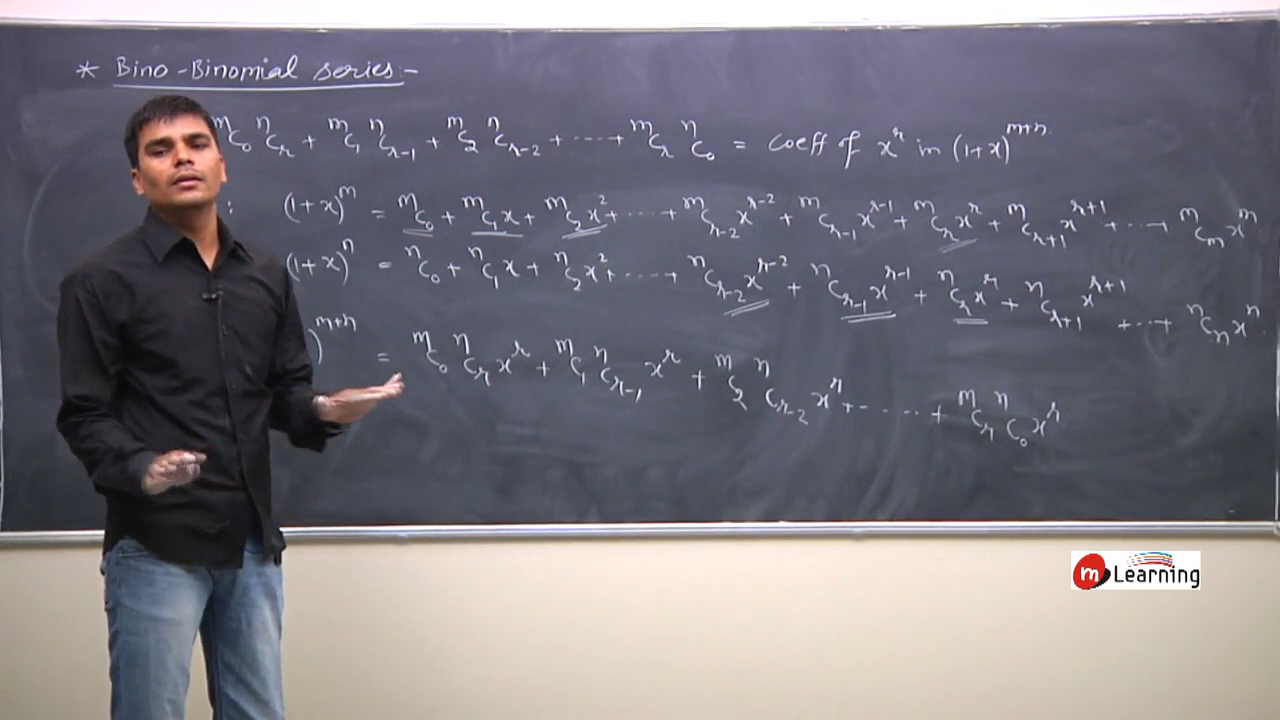 * Bino-Binomial series:-
ᵐC₀ ⁿCᵣ + ᵐC₁ ⁿCᵣ₋₁ + ᵐC₂ ⁿCᵣ₋₂ + ----- + ᵐCᵣ ⁿC₀ = coeff of xʳ in (1+x)ᵐ⁺ⁿ
: (1+x)ᵐ = ᵐC₀ + ᵐC₁x + ᵐC₂x² + ----- + ᵐCᵣ₋₂xʳ⁻² + ᵐCᵣ₋₁xʳ⁻¹ + ᵐCᵣxʳ + ᵐCᵣ₊₁xʳ⁺¹ + ----- ᵐCₘxᵐ
(1+x)ⁿ = ⁿC₀ + ⁿC₁x + ⁿC₂x² + ----- + ⁿCᵣ₋₂xʳ⁻² + ⁿCᵣ₋₁xʳ⁻¹ + ⁿCᵣxʳ + ⁿCᵣ₊₁xʳ⁺¹ + ----- + ⁿCₙxⁿ
)ᵐ⁺ⁿ = ᵐC₀ ⁿCᵣxʳ + ᵐC₁ ⁿCᵣ₋₁xʳ + ᵐC₂ ⁿCᵣ₋₂xʳ + ----- + ᵐCᵣ ⁿC₀xʳ
m Learning